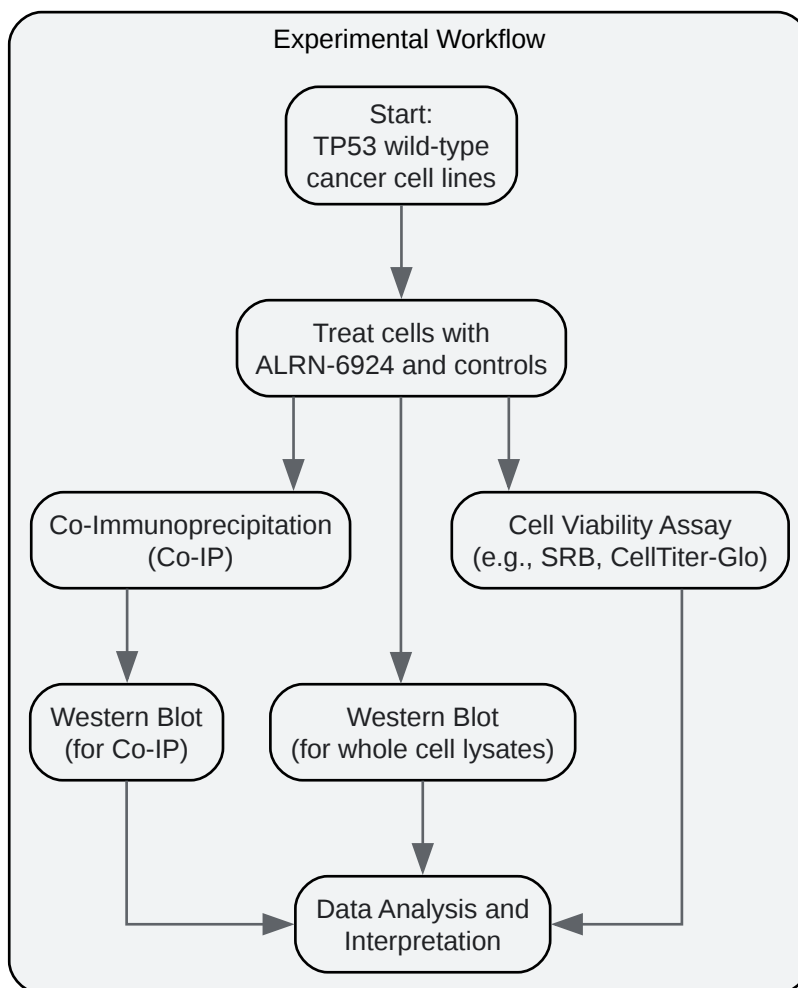 Experimental Workflow
Start:
TP53 wild-type
cancer cell lines
Treat cells with
ALRN-6924 and controls
Co-Immunoprecipitation
(Co-IP)
Cell Viability Assay
(e.g., SRB, CellTiter-Glo)
Western Blot
(for Co-IP)
Western Blot
(for whole cell lysates)
Data Analysis and
Interpretation